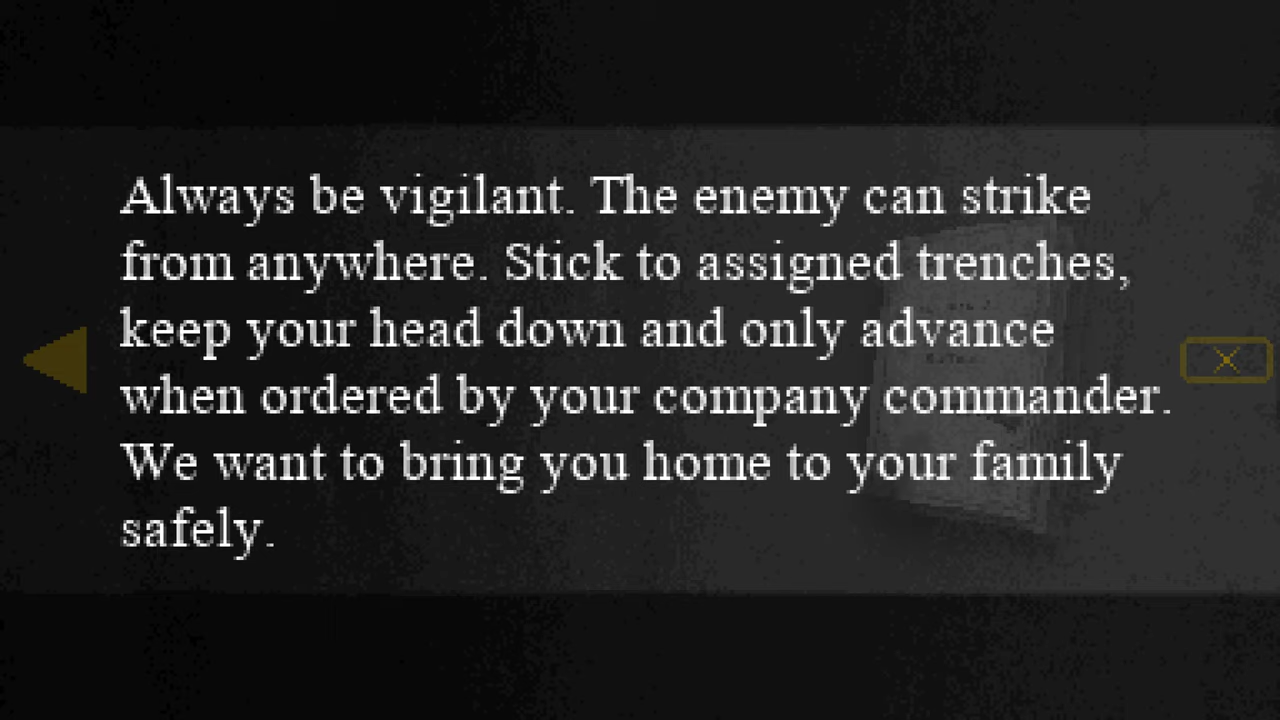 Always be vigilant. The enemy can strike
from anywhere. Stick to assigned trenches,
keep your head down and only advance
when ordered by your company commander.
We want to bring you home to your family
safely.